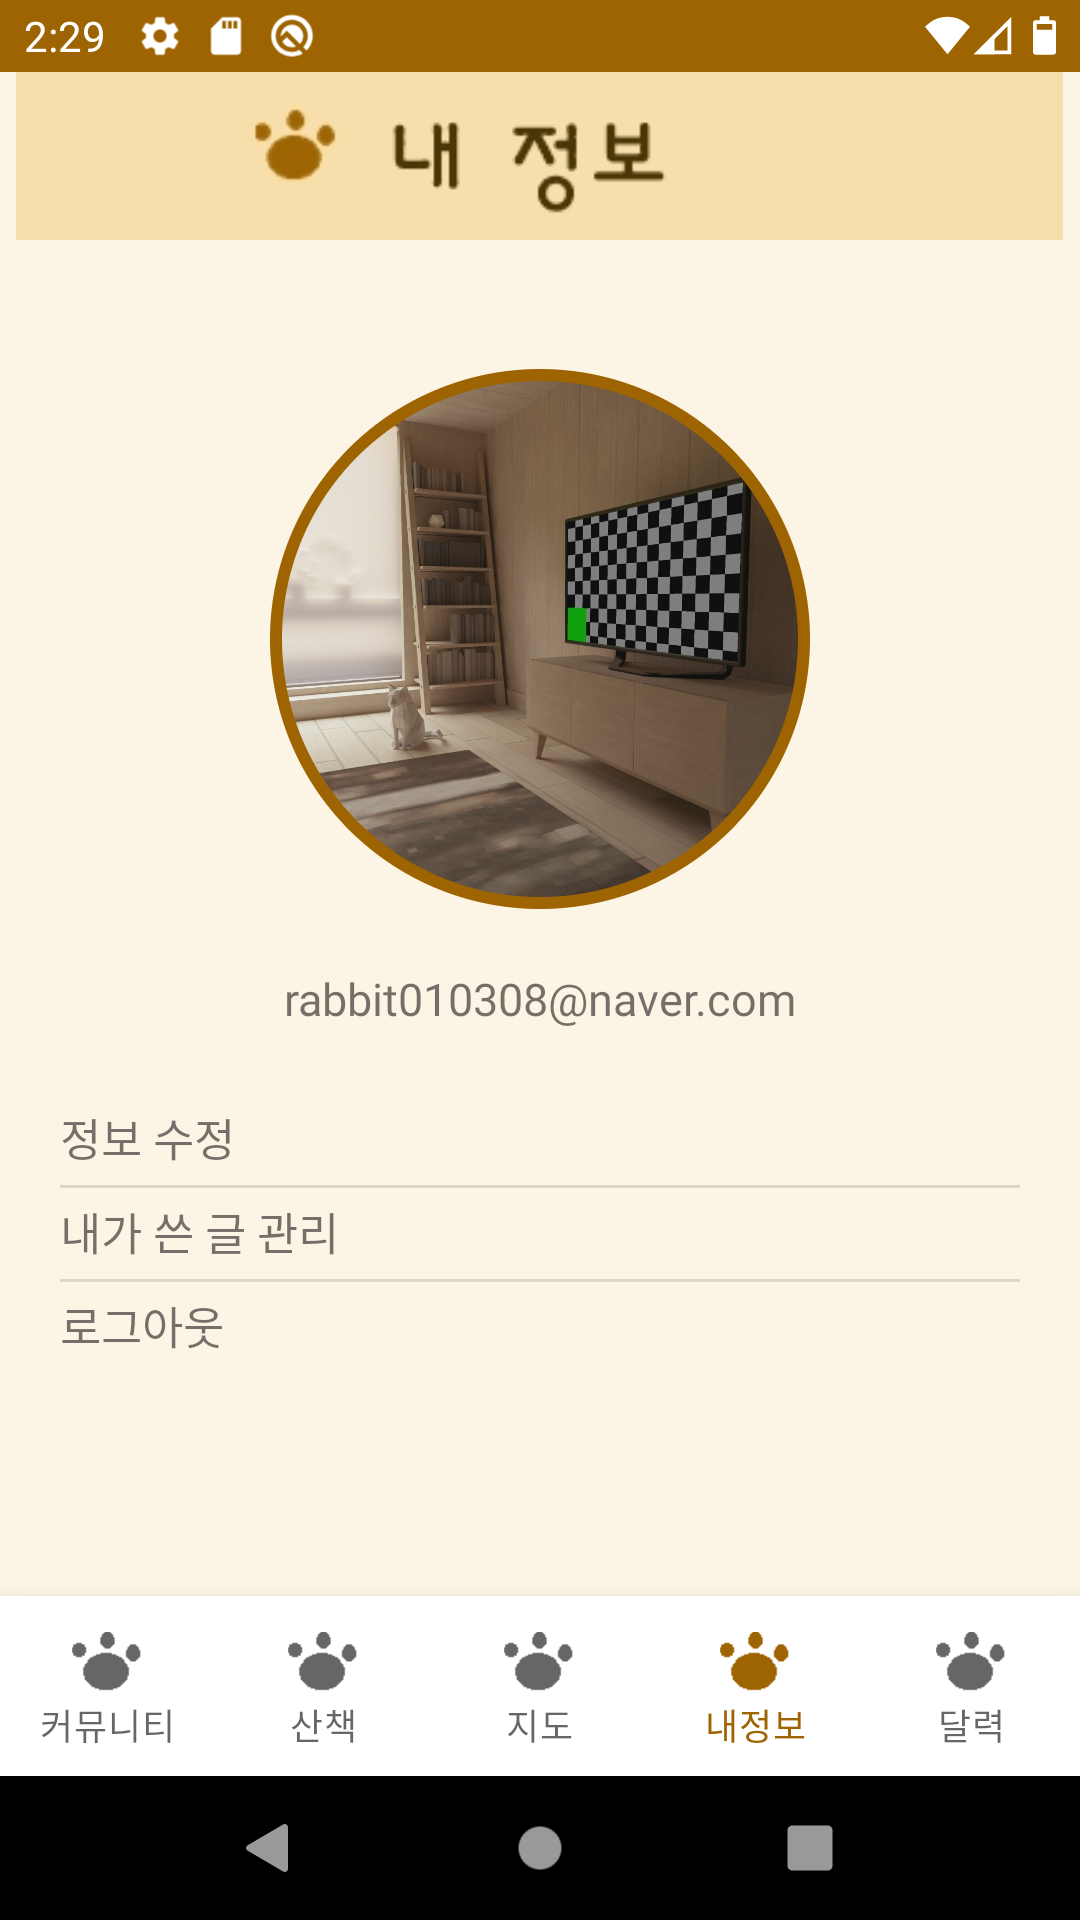 2:29
내 정보
rabbit010308@naver.com
정보 수정
내가 쓴 글 관리
로그아웃
커뮤니티 산책 지도 내정보 달력